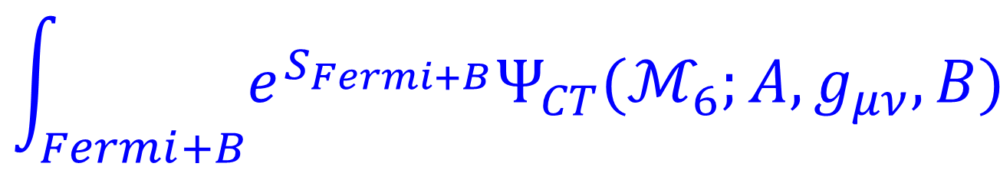 ∫_{Fermi+B} e^{S_{Fermi+B}} Ψ_{CT}(ℳ_6; A, g_{μν}, B)